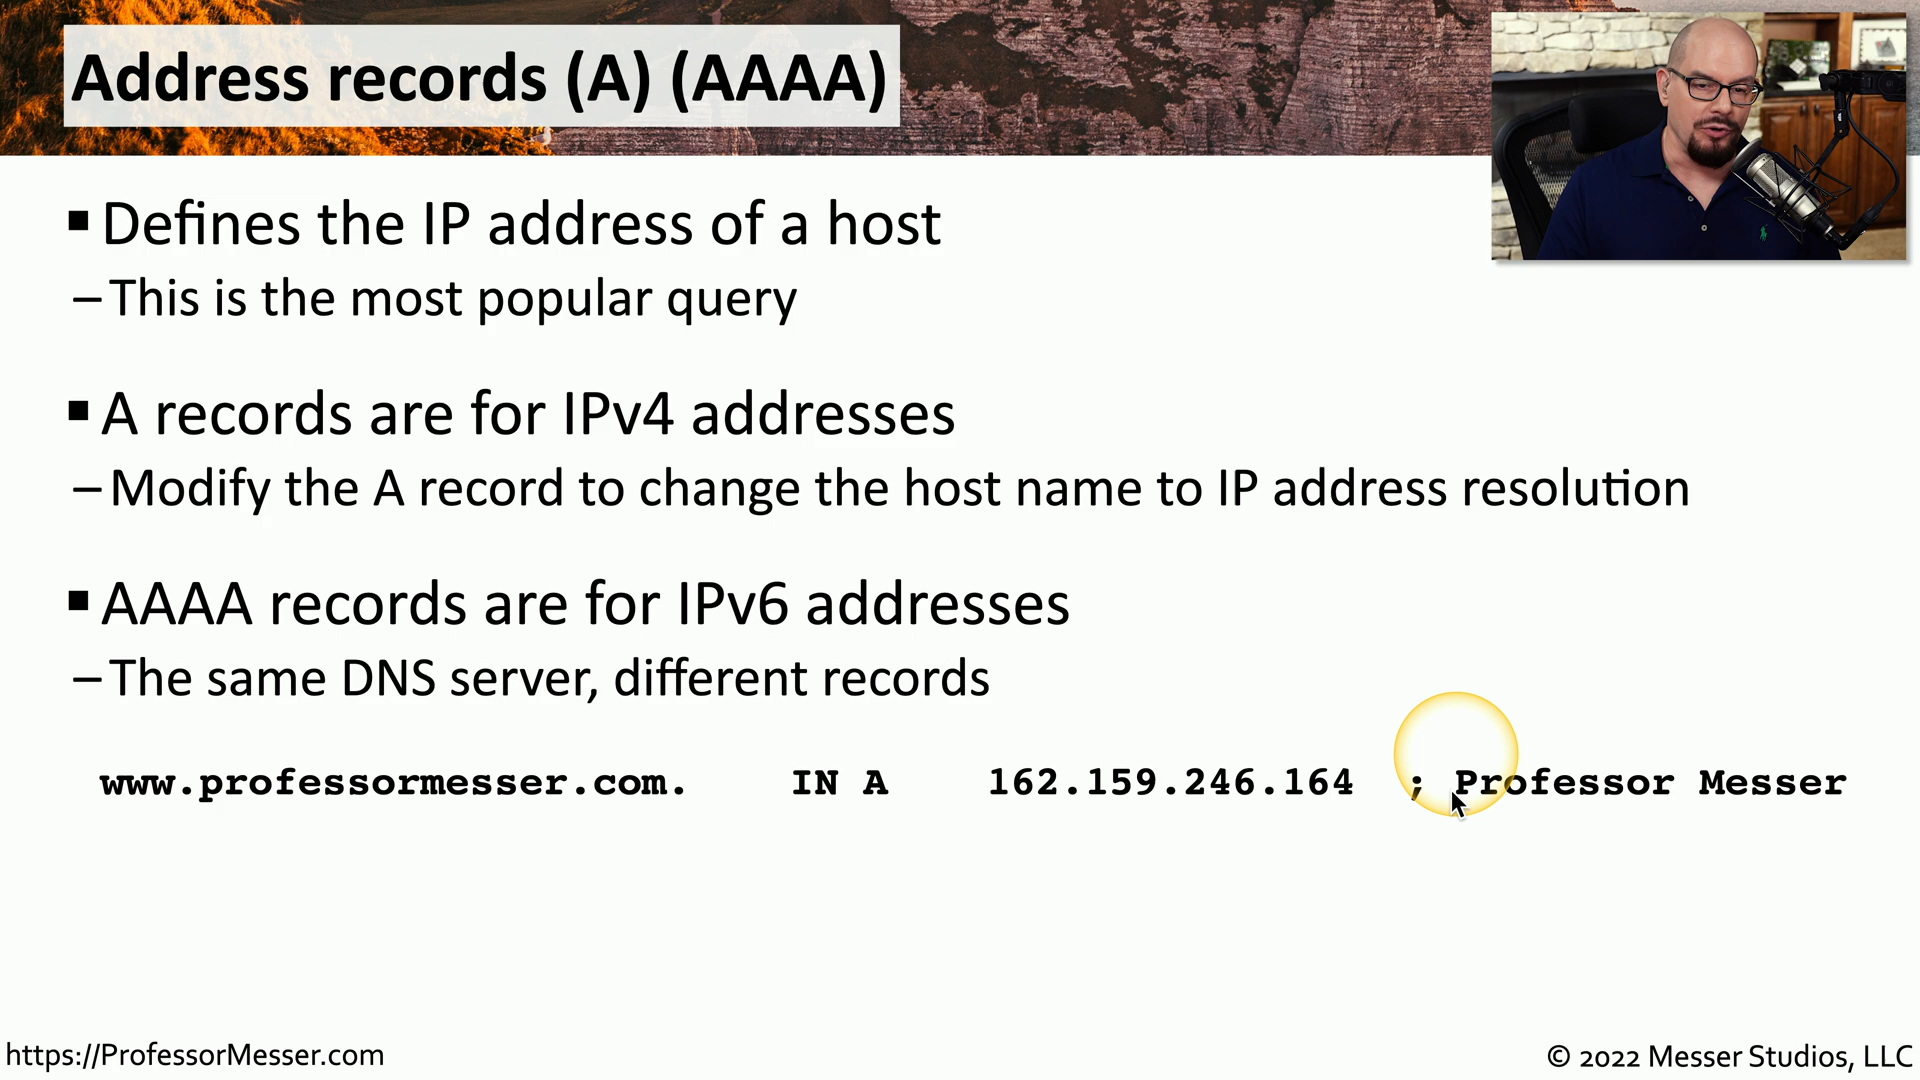 Address records (A) (AAAA)
▪ Defines the IP address of a host
– This is the most popular query
▪ A records are for IPv4 addresses
– Modify the A record to change the host name to IP address resolution
▪ AAAA records are for IPv6 addresses
– The same DNS server, different records
www.professormesser.com. IN A 162.159.246.164 ; Professor Messer
https://ProfessorMesser.com
© 2022 Messer Studios, LLC